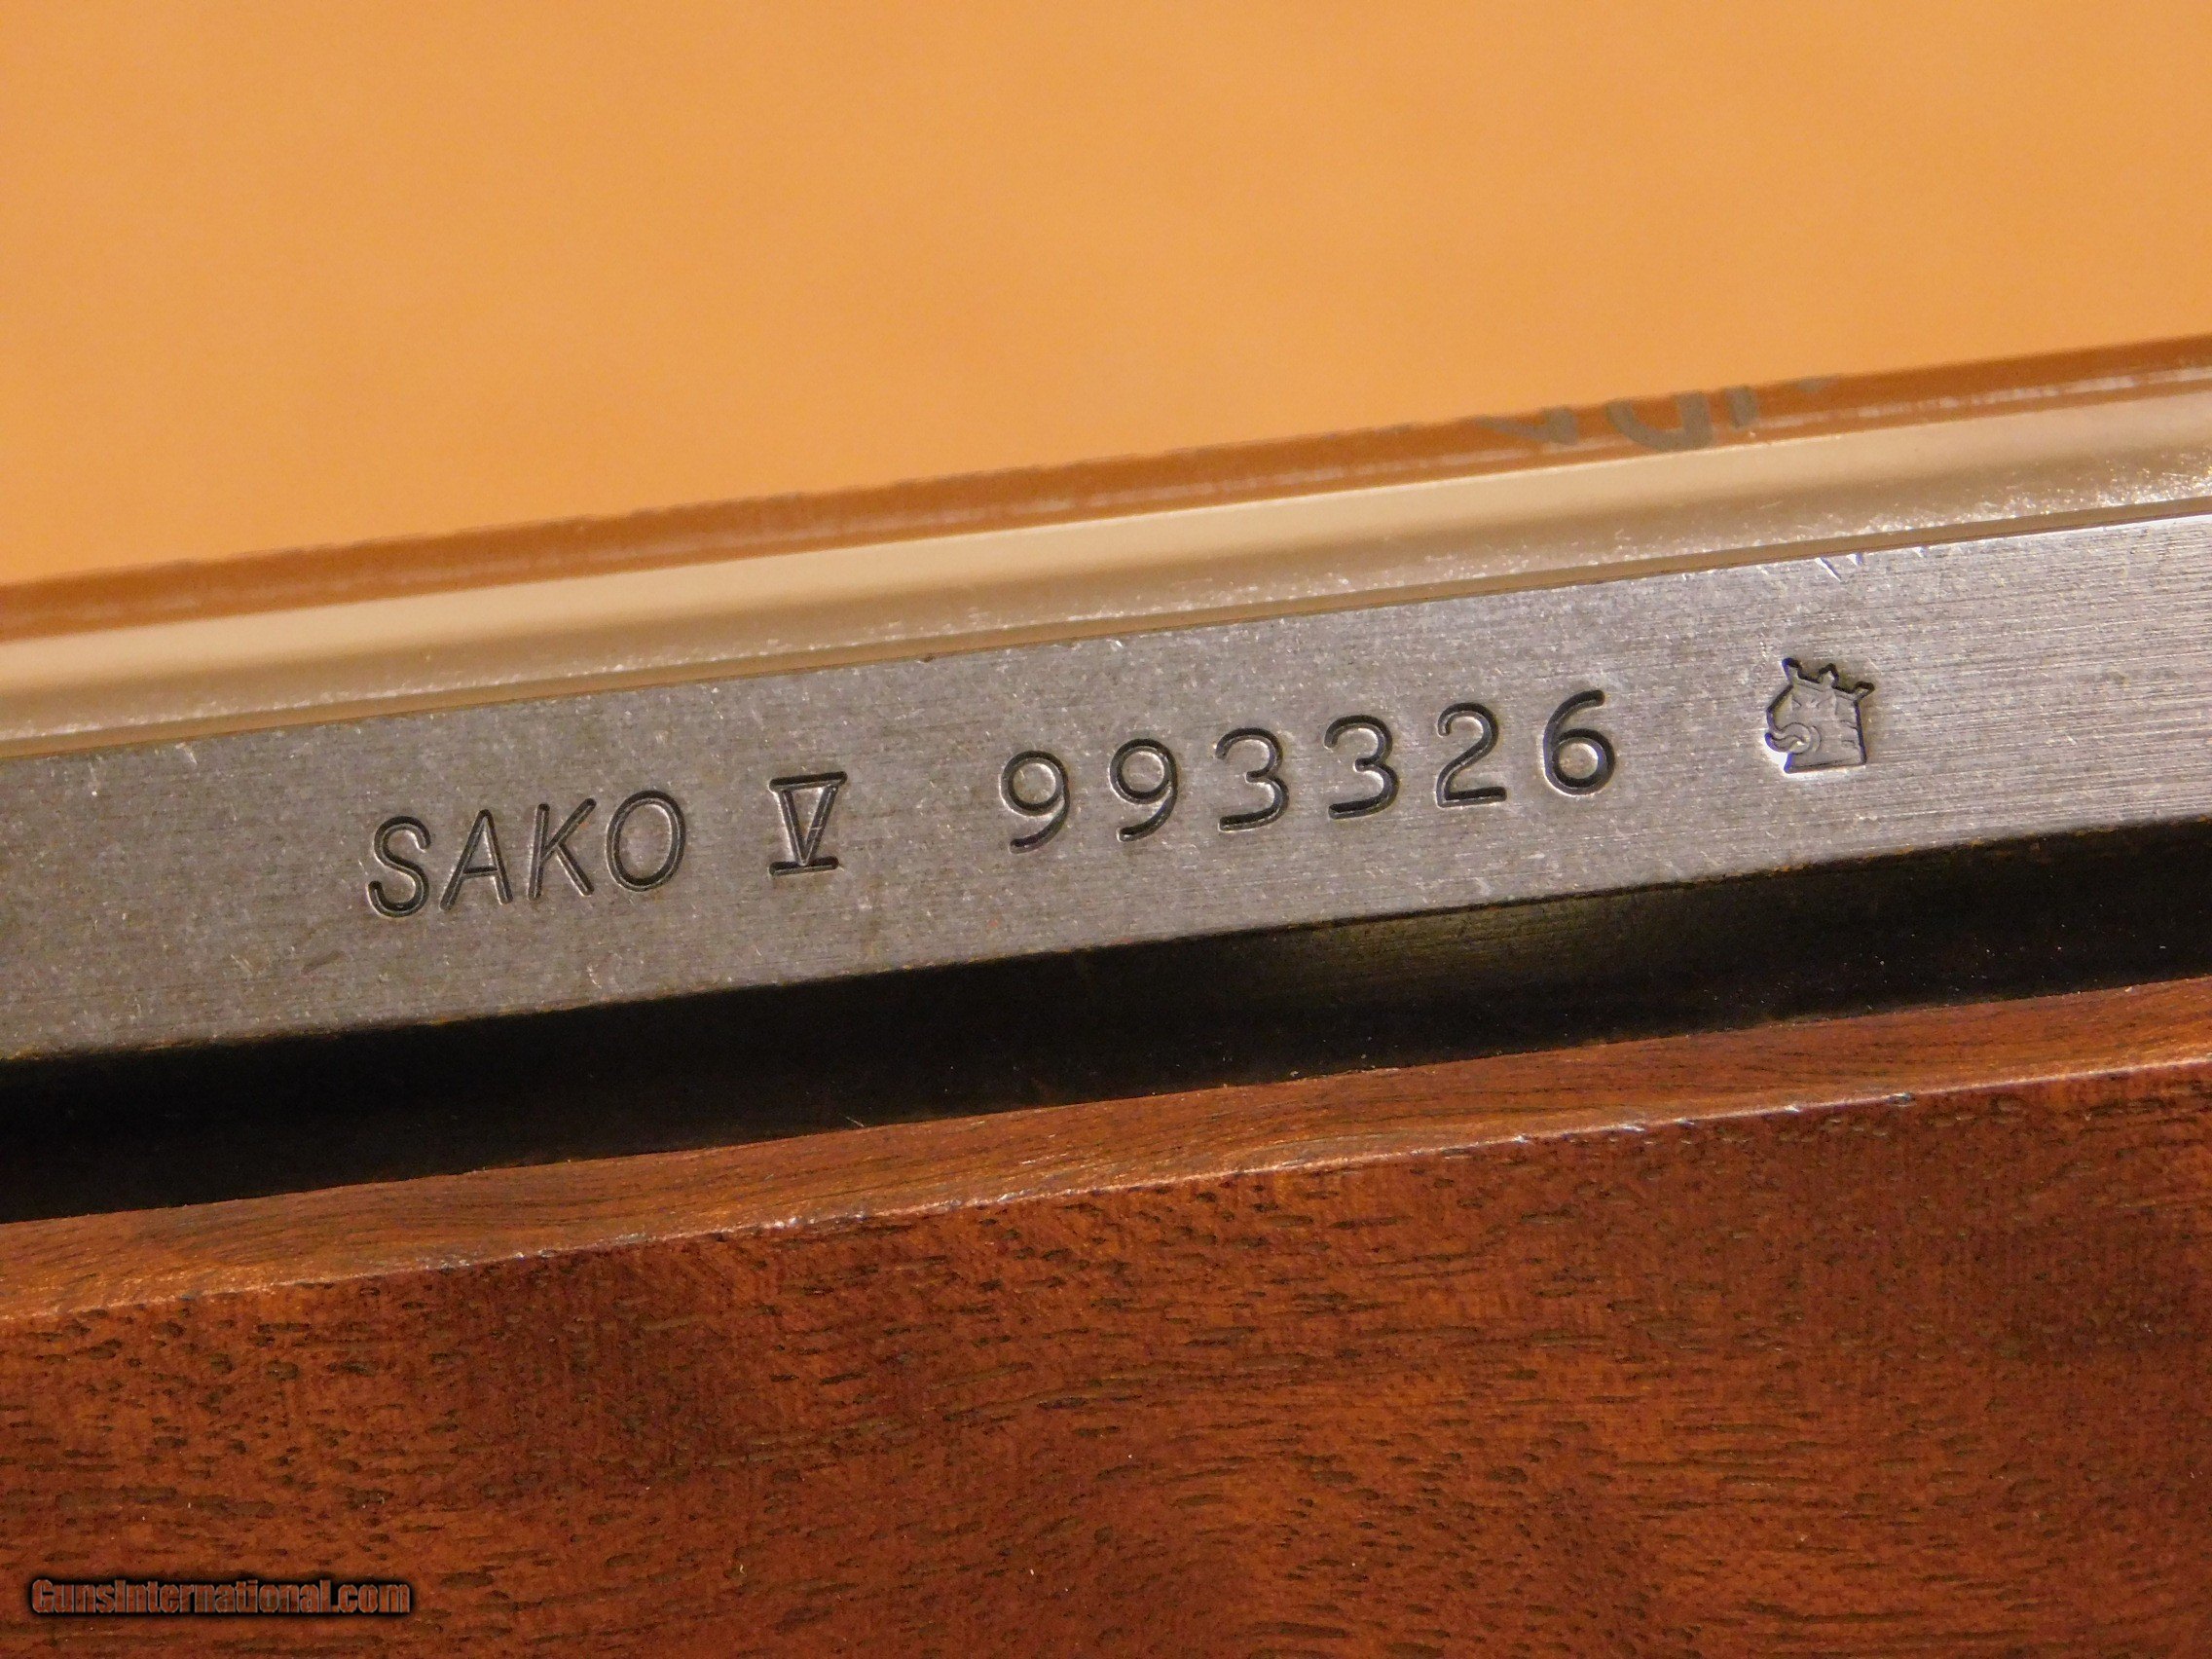 SAKO V 993326
GunsInternational.com